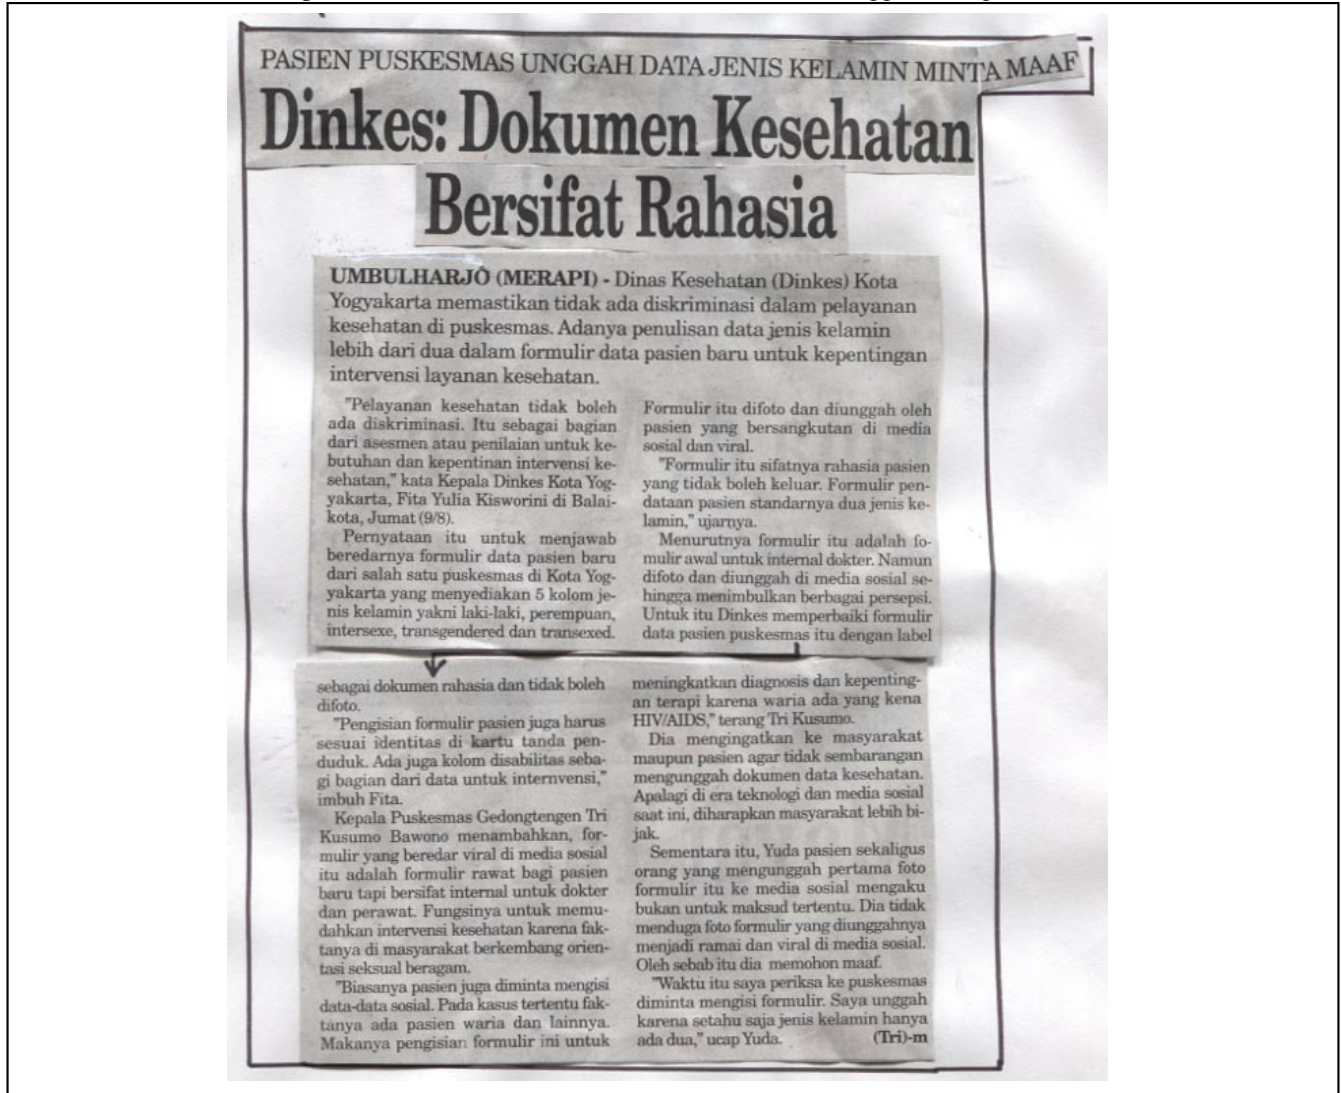 PASIEN PUSKESMAS UNGGAH DATA JENIS KELAMIN MINTA MAAF
Dinkes: Dokumen Kesehatan
Bersifat Rahasia
UMBULHARJO (MERAPI) - Dinas Kesehatan (Dinkes) Kota
Yogyakarta memastikan tidak ada diskriminasi dalam pelayanan
kesehatan di puskesmas. Adanya penulisan data jenis kelamin
lebih dari dua dalam formulir data pasien baru untuk kepentingan
intervensi layanan kesehatan.
"Pelayanan kesehatan tidak boleh
ada diskriminasi. Itu sebagai bagian
dari asesmen atau penilaian untuk ke-
butuhan dan kepentinan intervensi ke-
sehatan," kata Kepala Dinkes Kota Yog-
yakarta, Fita Yulia Kisworini di Balai-
kota, Jumat (9/8).
Pernyataan itu untuk menjawab
beredarnya formulir data pasien baru
dari salah satu puskesmas di Kota Yog-
yakarta yang menyediakan 5 kolom je-
nis kelamin yakni laki-laki, perempuan,
intersexe, transgendered dan transexed.
Formulir itu difoto dan diunggah oleh
pasien yang bersangkutan di media
sosial dan viral.
"Formulir itu sifatnya rahasia pasien
yang tidak boleh keluar. Formulir pen-
dataan pasien standarnya dua jenis ke-
lamin," ujarnya.
Menurutnya formulir itu adalah fo-
mulir awal untuk internal dokter. Namun
difoto dan diunggah di media sosial se-
hingga menimbulkan berbagai persepsi.
Untuk itu Dinkes memperbaiki formulir
data pasien puskesmas itu dengan label
sebagai dokumen rahasia dan tidak boleh
difoto.
"Pengisian formulir pasien juga harus
sesuai identitas di kartu tanda pen-
duduk. Ada juga kolom disabilitas seba-
gi bagian dari data untuk internvensi,"
imbuh Fita.
Kepala Puskesmas Gedongtengen Tri
Kusumo Bawono menambahkan, for-
mulir yang beredar viral di media sosial
itu adalah formulir rawat bagi pasien
baru tapi bersifat internal untuk dokter
dan perawat. Fungsinya untuk memu-
dahkan intervensi kesehatan karena fak-
tanya di masyarakat berkembang orien-
tasi seksual beragam.
"Biasanya pasien juga diminta mengisi
data-data sosial. Pada kasus tertentu fak-
tanya ada pasien waria dan lainnya.
Makanya pengisian formulir ini untuk
meningkatkan diagnosis dan kepenting-
an terapi karena waria ada yang kena
HIV/AIDS," terang Tri Kusumo.
Dia mengingatkan ke masyarakat
maupun pasien agar tidak sembarangan
mengunggah dokumen data kesehatan.
Apalagi di era teknologi dan media sosial
saat ini, diharapkan masyarakat lebih bi-
jak.
Sementara itu, Yuda pasien sekaligus
orang yang mengunggah pertama foto
formulir itu ke media sosial mengaku
bukan untuk maksud tertentu. Dia tidak
menduga foto formulir yang diunggahnya
menjadi ramai dan viral di media sosial.
Oleh sebab itu dia memohon maaf.
"Waktu itu saya periksa ke puskesmas
diminta mengisi formulir. Saya unggah
karena setahu saja jenis kelamin hanya
ada dua," ucap Yuda. (Tri)-m